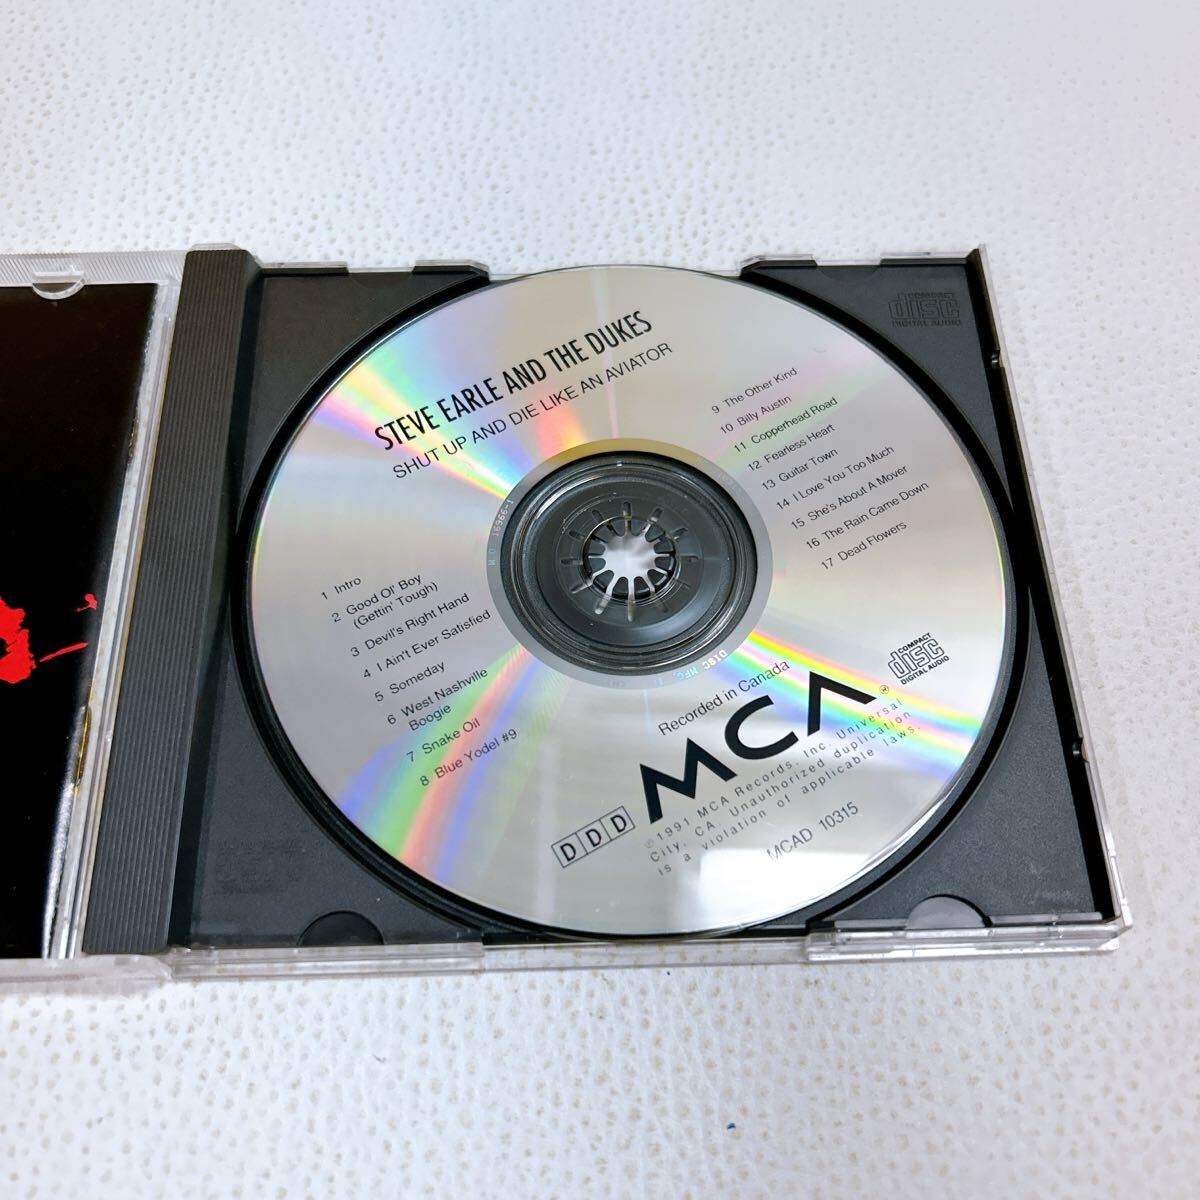 STEVE EARLE AND THE DUKES
SHUT UP AND DIE LIKE AN AVIATOR
1 Intro
2 Good Ol' Boy
(Gettin' Tough)
3 Devil's Right Hand
4 I Ain't Ever Satisfied
5 Someday
6 West Nashville
Boogie
7 Snake Oil
8 Blue Yodel #9
9 The Other Kind
10 Billy Austin
11 Copperhead Road
12 Fearless Heart
13 Guitar Town
14 I Love You Too Much
15 She's About A Mover
16 The Rain Came Down
17 Dead Flowers
COMPACT
disc
DIGITAL AUDIO
Recorded in Canada
MCA®
DDD
©1991 MCA Records, Inc. Universal
City, CA. Unauthorized duplication
is a violation of applicable laws.
MCAD 10315
16966-1
DISC MFG.
COMPACT
disc
DIGITAL AUDIO